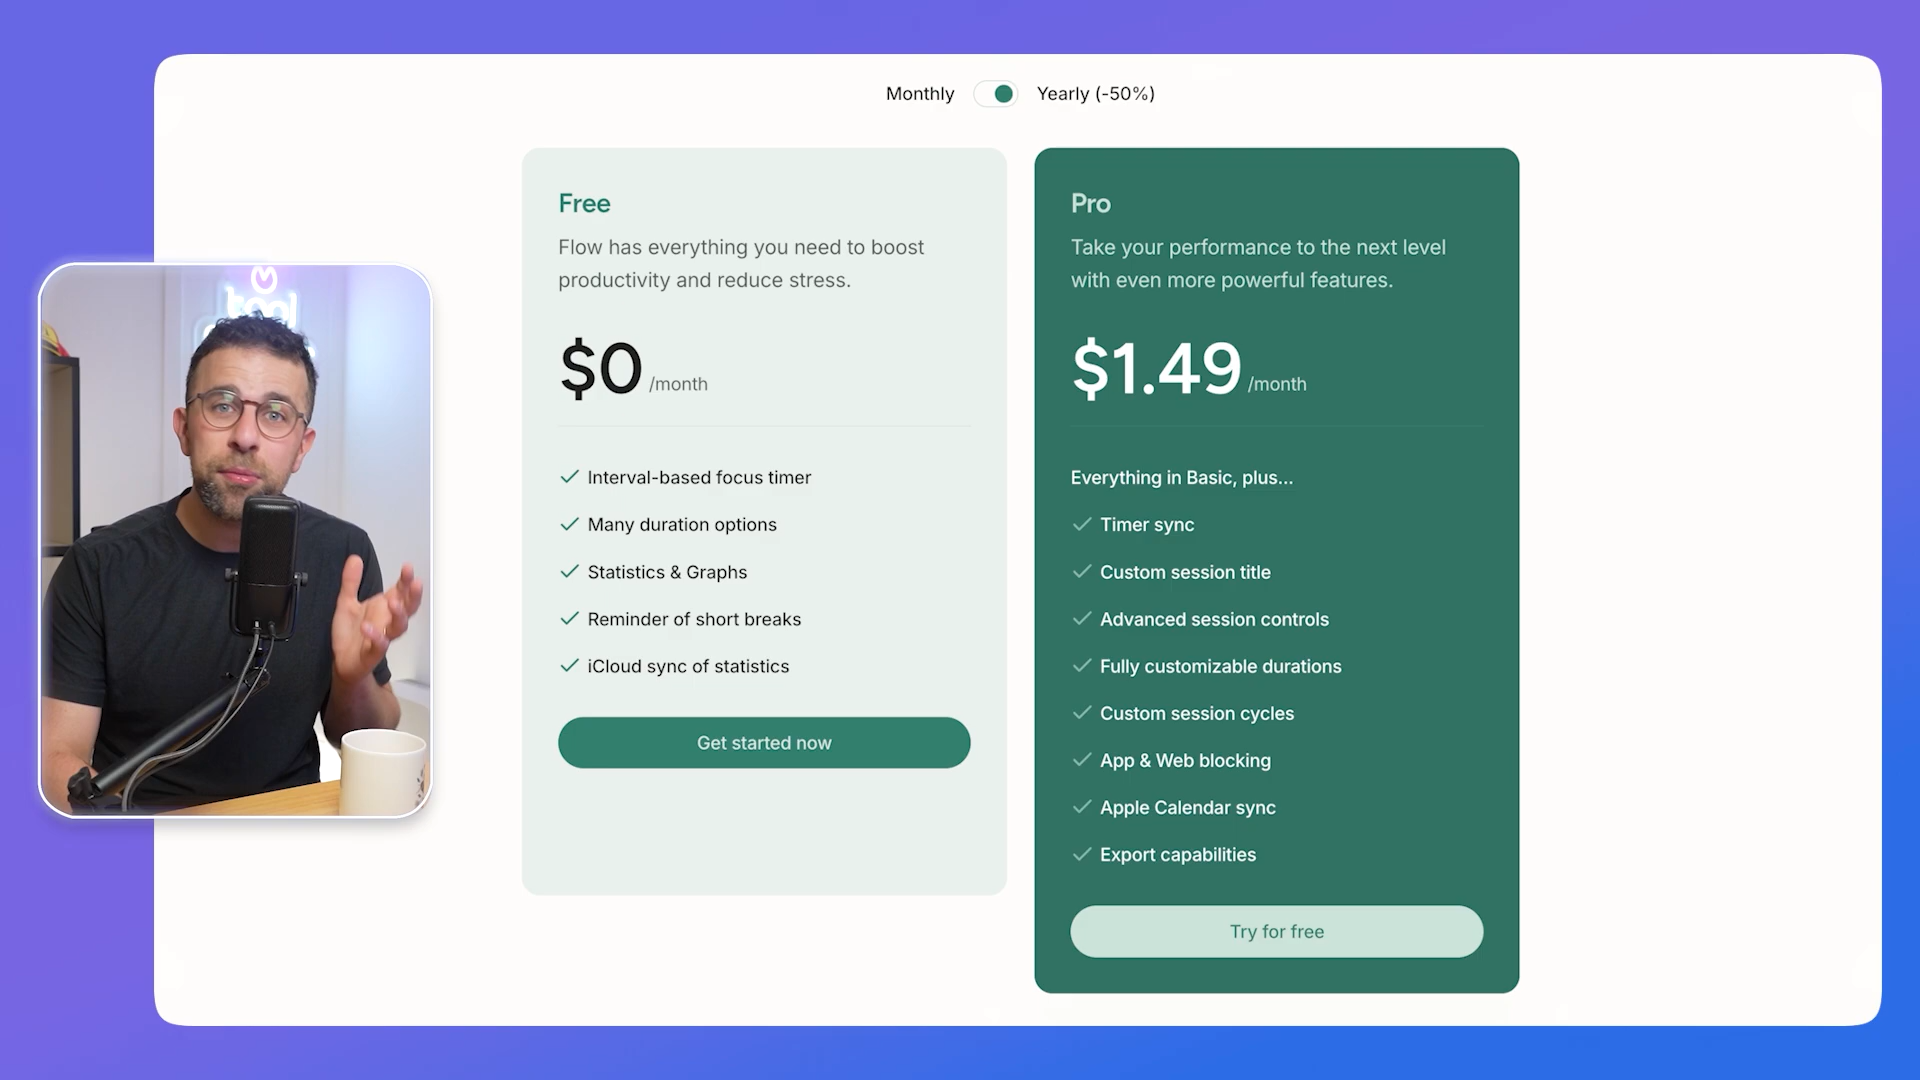 Monthly
Yearly (-50%)
Free
Flow has everything you need to boost
productivity and reduce stress.
$0 /month
Interval-based focus timer
Many duration options
Statistics & Graphs
Reminder of short breaks
iCloud sync of statistics
Get started now
Pro
Take your performance to the next level
with even more powerful features.
$1.49 /month
Everything in Basic, plus...
Timer sync
Custom session title
Advanced session controls
Fully customizable durations
Custom session cycles
App & Web blocking
Apple Calendar sync
Export capabilities
Try for free
tool